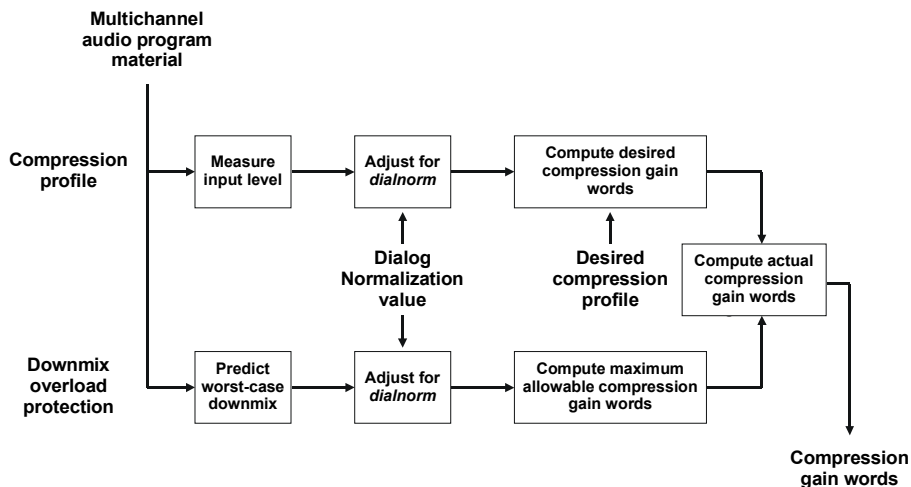 Multichannel
audio program
material
Compression
profile
Measure
input level
Adjust for
dialnorm
Compute desired
compression gain
words
Dialog
Normalization
value
Desired
compression
profile
Compute actual
compression
gain words
Downmix
overload
protection
Predict
worst-case
downmix
Adjust for
dialnorm
Compute maximum
allowable compression
gain words
Compression
gain words